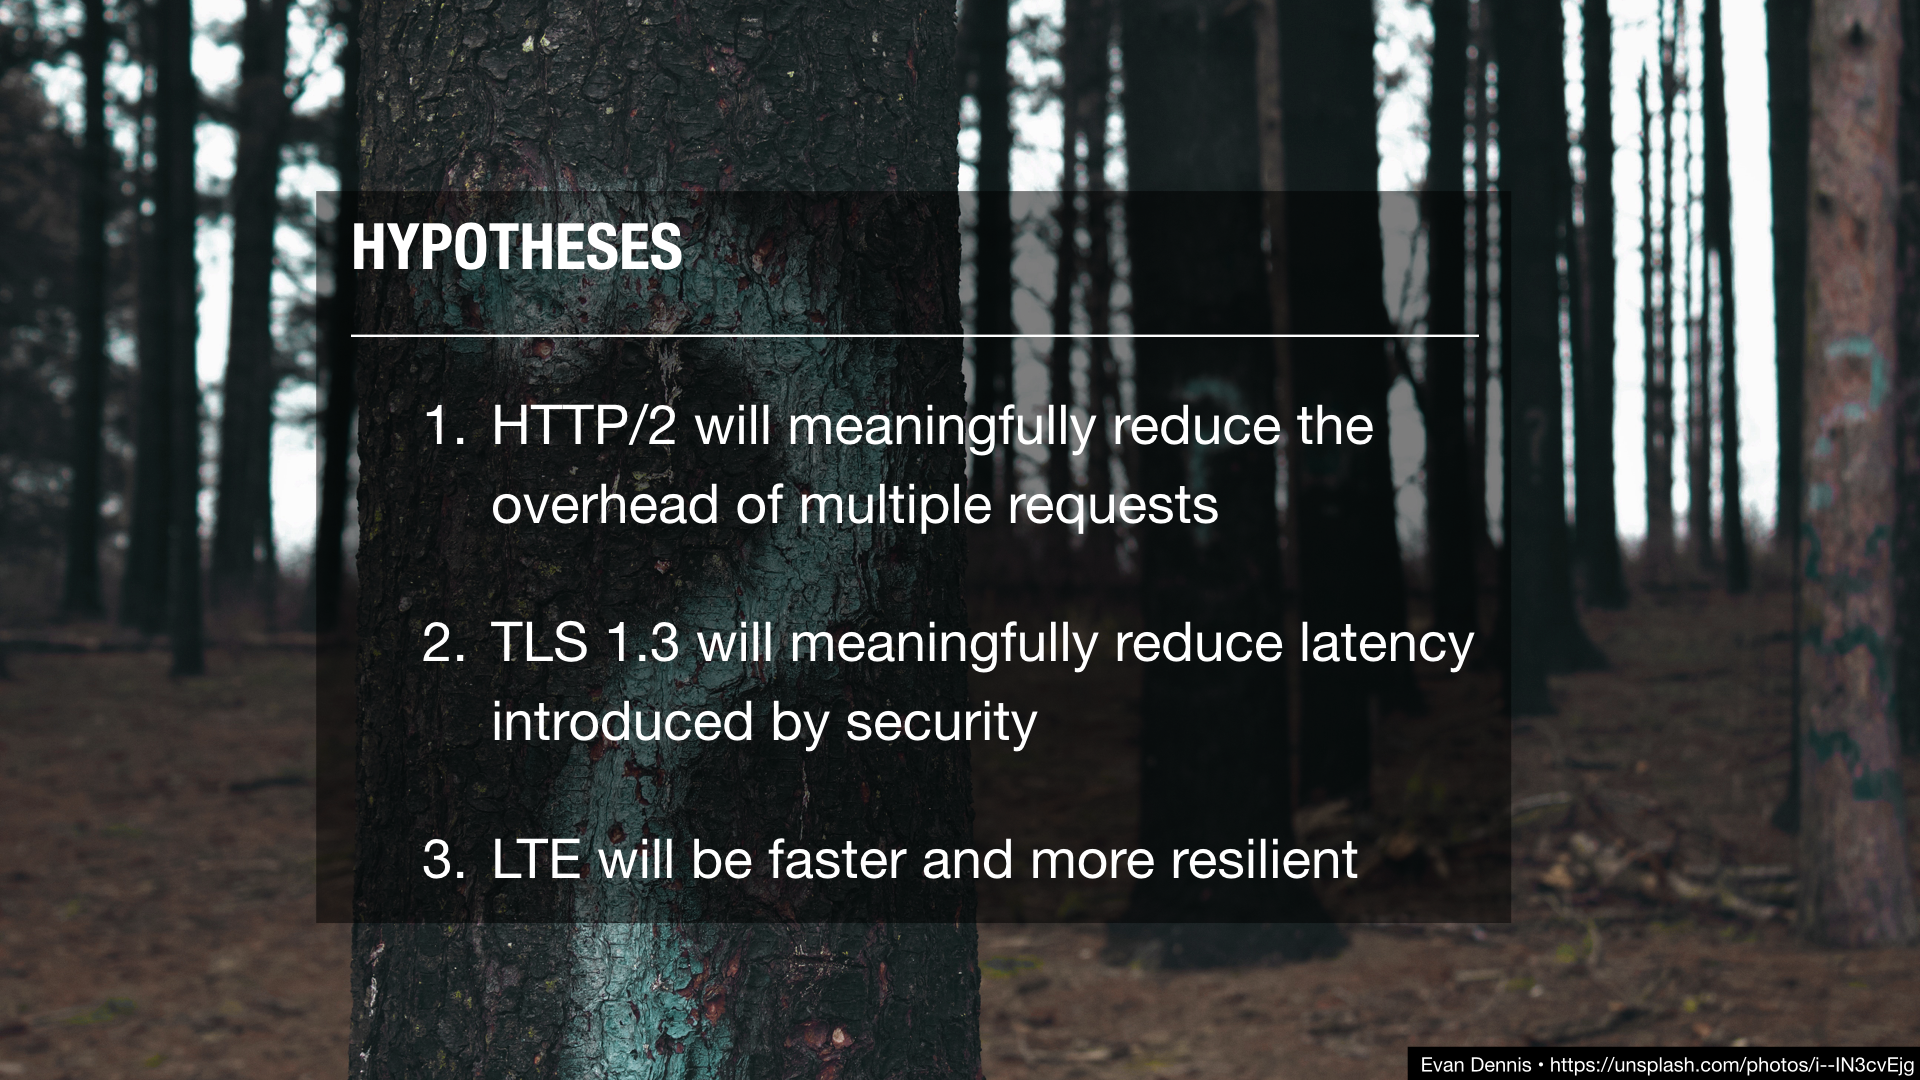 HYPOTHESES
1. HTTP/2 will meaningfully reduce the
overhead of multiple requests
2. TLS 1.3 will meaningfully reduce latency
introduced by security
3. LTE will be faster and more resilient
Evan Dennis • https://unsplash.com/photos/i--IN3cvEjg